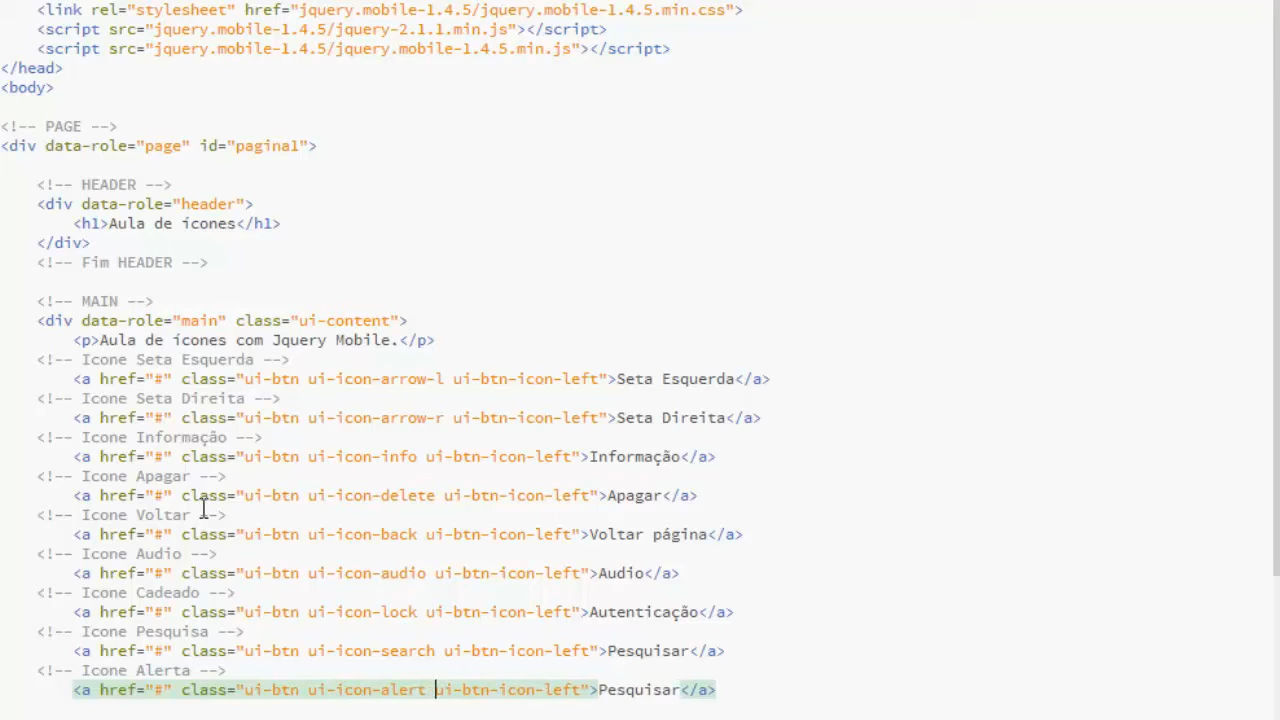 <link rel="stylesheet" href="jquery.mobile-1.4.5/jquery.mobile-1.4.5.min.css">
<script src="jquery.mobile-1.4.5/jquery-2.1.1.min.js"></script>
<script src="jquery.mobile-1.4.5/jquery.mobile-1.4.5.min.js"></script>
</head>
<body>
<!-- PAGE -->
<div data-role="page" id="pagina1">
<!-- HEADER -->
<div data-role="header">
<h1>Aula de ícones</h1>
</div>
<!-- Fim HEADER -->
<!-- MAIN -->
<div data-role="main" class="ui-content">
<p>Aula de ícones com Jquery Mobile.</p>
<!-- Icone Seta Esquerda -->
<a href="#" class="ui-btn ui-icon-arrow-l ui-btn-icon-left">Seta Esquerda</a>
<!-- Icone Seta Direita -->
<a href="#" class="ui-btn ui-icon-arrow-r ui-btn-icon-left">Seta Direita</a>
<!-- Icone Informação -->
<a href="#" class="ui-btn ui-icon-info ui-btn-icon-left">Informação</a>
<!-- Icone Apagar -->
<a href="#" class="ui-btn ui-icon-delete ui-btn-icon-left">Apagar</a>
<!-- Icone Voltar -->
<a href="#" class="ui-btn ui-icon-back ui-btn-icon-left">Voltar página</a>
<!-- Icone Audio -->
<a href="#" class="ui-btn ui-icon-audio ui-btn-icon-left">Audio</a>
<!-- Icone Cadeado -->
<a href="#" class="ui-btn ui-icon-lock ui-btn-icon-left">Autenticação</a>
<!-- Icone Pesquisa -->
<a href="#" class="ui-btn ui-icon-search ui-btn-icon-left">Pesquisar</a>
<!-- Icone Alerta -->
<a href="#" class="ui-btn ui-icon-alert ui-btn-icon-left">Pesquisar</a>